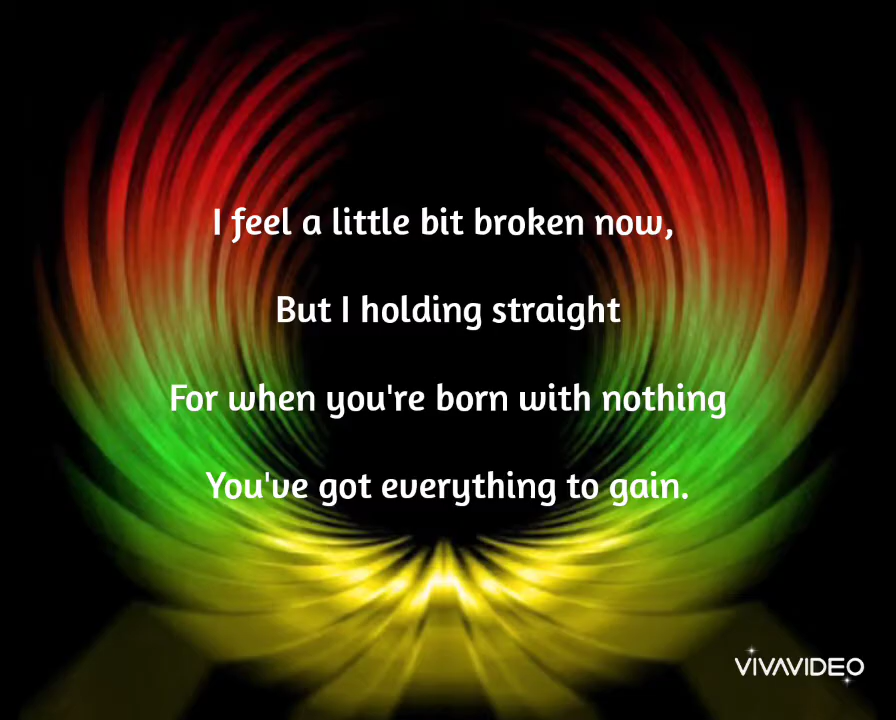 I feel a little bit broken now,
But I holding straight
For when you're born with nothing
You've got everything to gain.
VIVAVIDEO